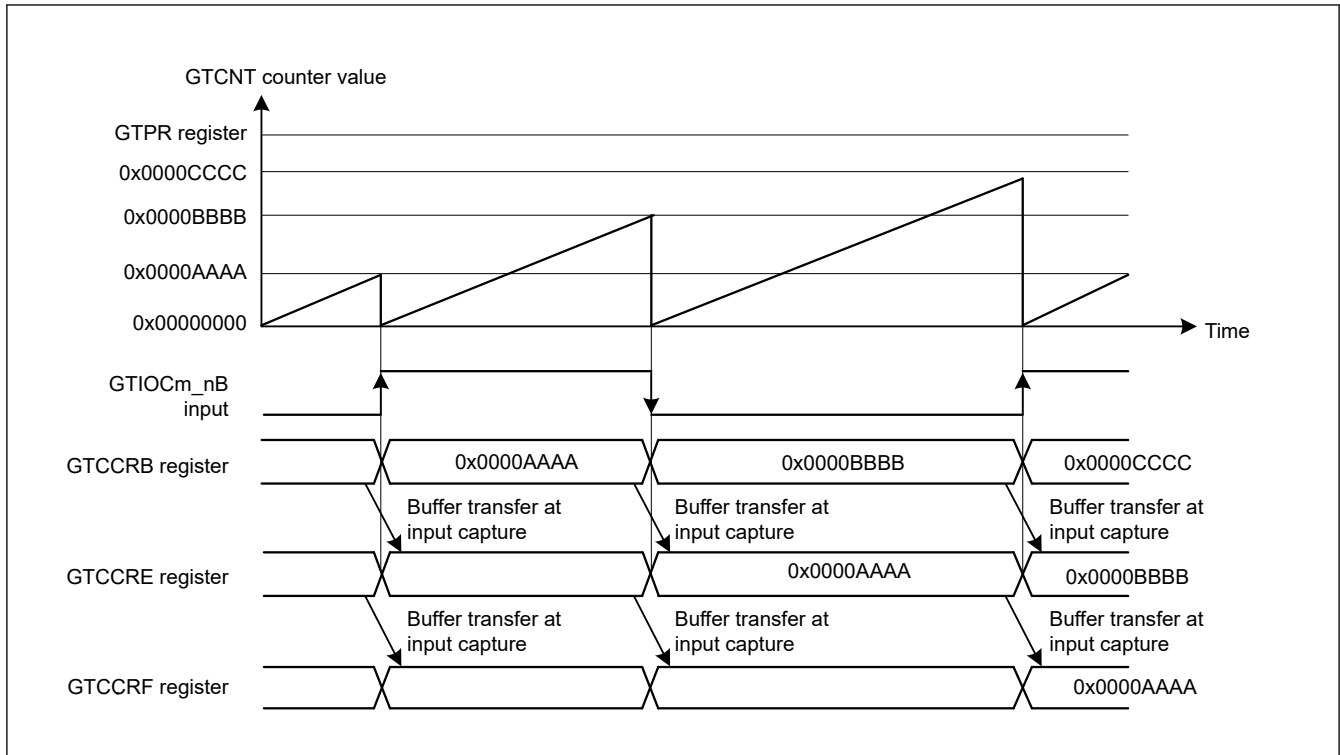 GTCNT counter value
GTPR register
0x0000CCCC
0x0000BBBB
0x0000AAAA
0x00000000
Time
GTIOCm_nB
input
GTCCRB register
0x0000AAAA
0x0000BBBB
0x0000CCCC
Buffer transfer at
input capture
Buffer transfer at
input capture
Buffer transfer at
input capture
GTCCRE register
0x0000AAAA
0x0000BBBB
Buffer transfer at
input capture
Buffer transfer at
input capture
Buffer transfer at
input capture
GTCCRF register
0x0000AAAA